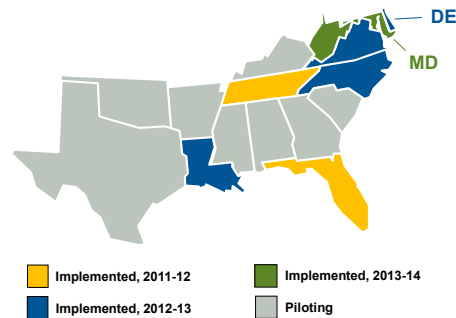 DE
MD
Implemented, 2011-12
Implemented, 2013-14
Implemented, 2012-13
Piloting